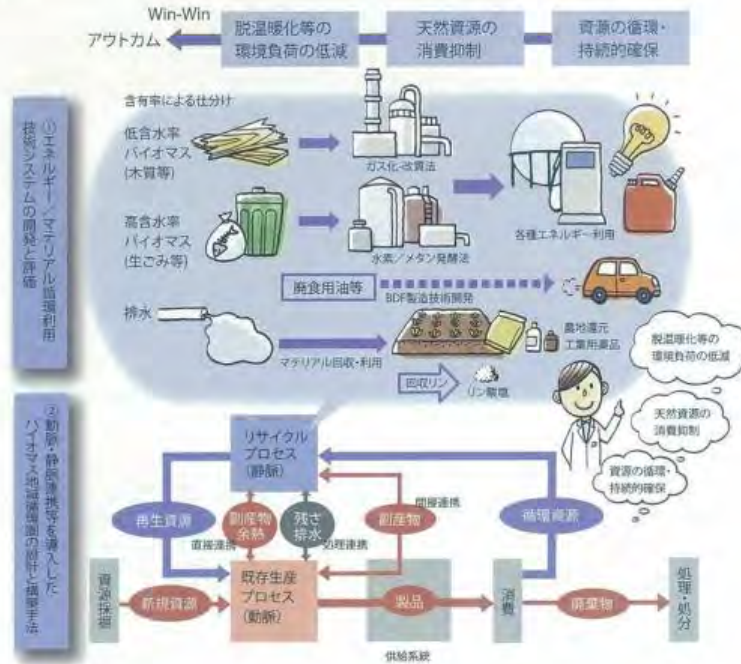 Win-Win
アウトカム
脱温暖化等の
環境負荷の低減
天然資源の
消費抑制
資源の循環・
持続的確保
①エネルギー/マテリアル循環利用
技術システムの開発と評価
含有率による仕分け
低含水率
バイオマス
(木質等)
ガス化-改質法
高含水率
バイオマス
(生ごみ等)
水素/メタン発酵法
各種エネルギー利用
廃食用油等
BDF製造技術開発
排水
マテリアル回収・利用
農地還元
工業用薬品
回収リン
リン酸塩
脱温暖化等の
環境負荷の低減
天然資源の
消費抑制
資源の循環・
持続的確保
②動脈・静脈連携等を導入した
バイオマス地域循環圏の設計と構築手法
リサイクル
プロセス
(静脈)
再生資源
副産物
余熱
残さ
排水
副産物
間接連携
循環資源
直接連携
処理連携
資源採掘
新規資源
既存生産
プロセス
(動脈)
製品
消費
廃棄物
処理・処分
供給系統